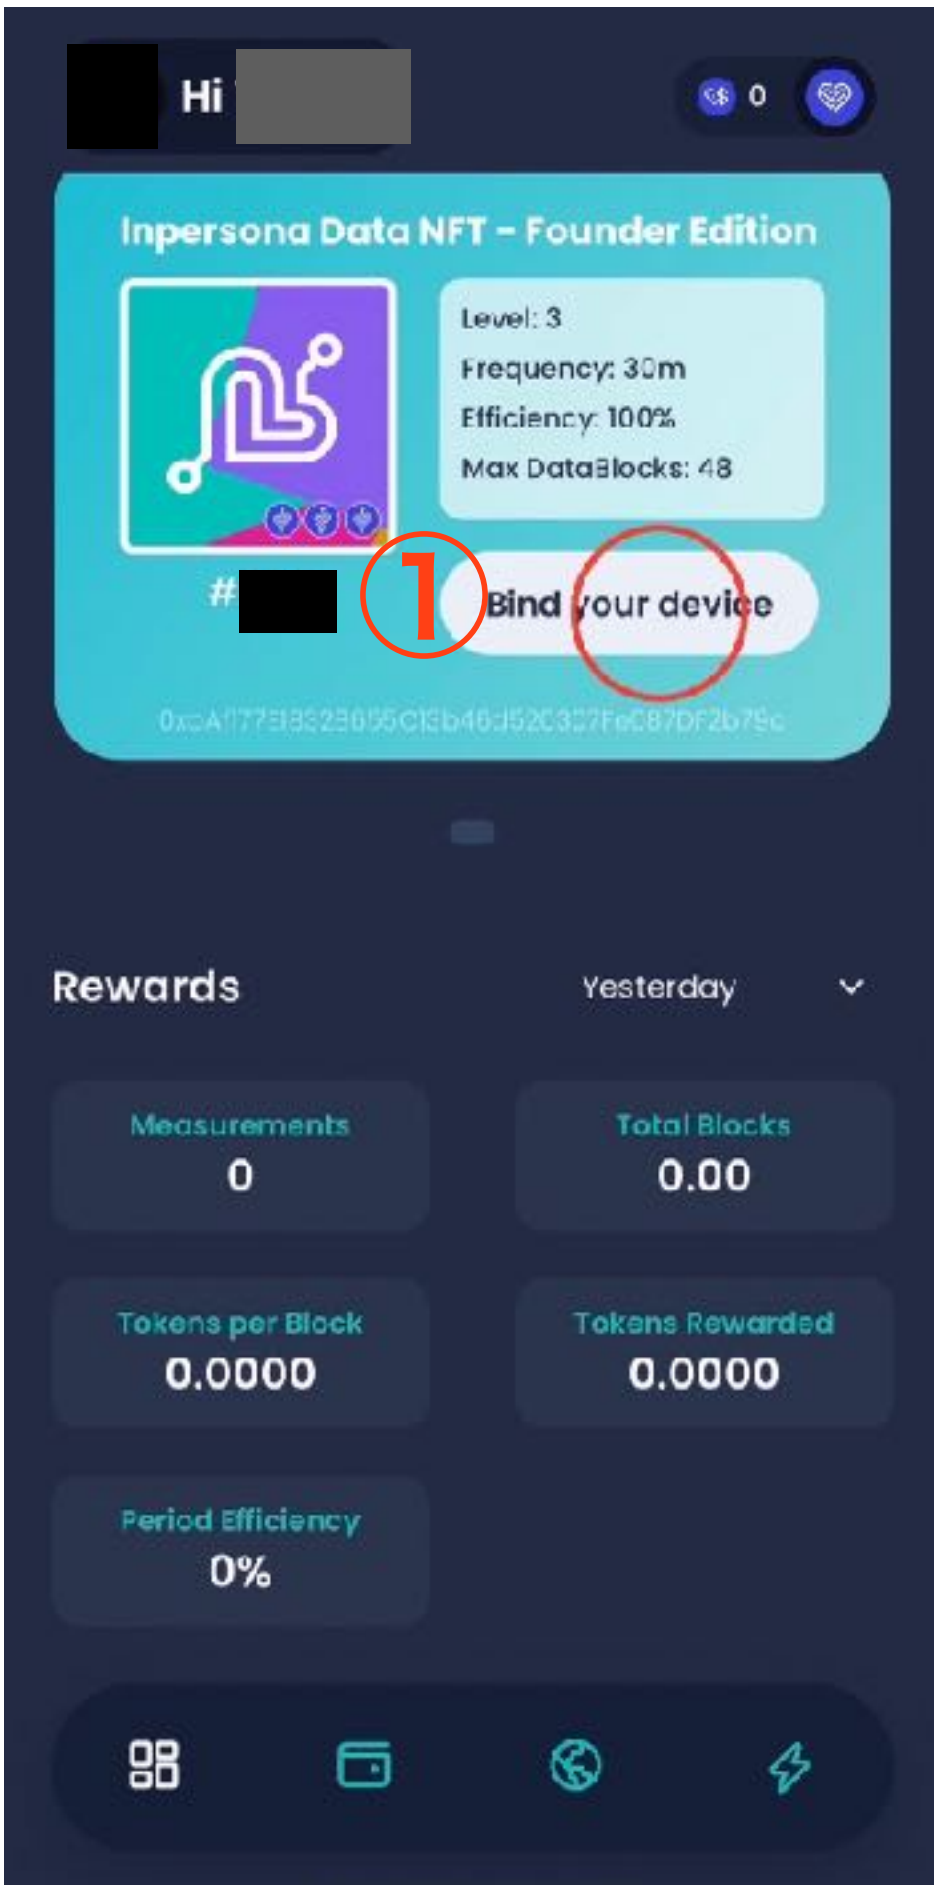 Hi
0
Inpersona Data NFT - Founder Edition
Level: 3
Frequency: 30m
Efficiency: 100%
Max DataBlocks: 48
#
1
Bind your device
Rewards
Yesterday
Measurements
0
Total Blocks
0.00
Tokens per Block
0.0000
Tokens Rewarded
0.0000
Period Efficiency
0%